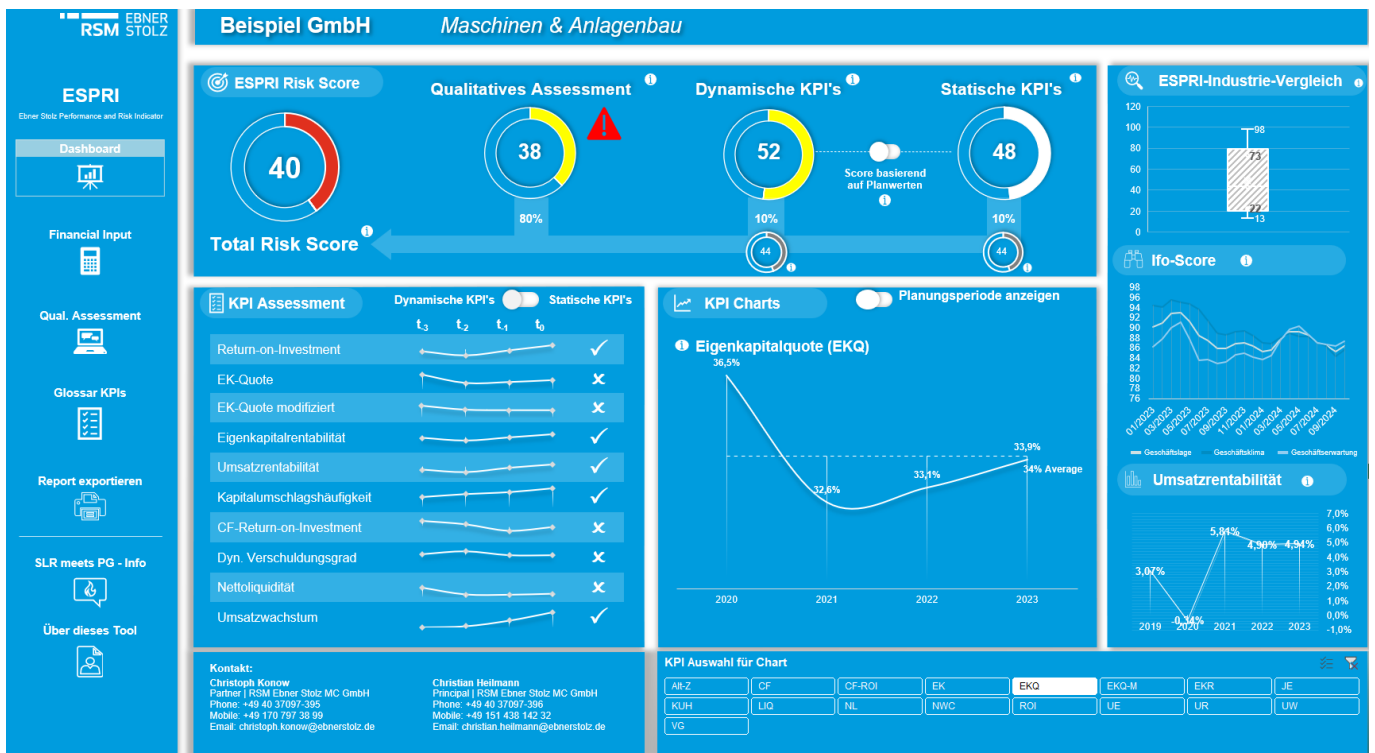 EBNER
RSM STOLZ
ESPRI
Ebner Stolz Performance and Risk Indicator
Dashboard
Financial Input
Qual. Assessment
Glossar KPIs
Report exportieren
SLR meets PG - Info
Über dieses Tool
Beispiel GmbH Maschinen & Anlagenbau
ESPRI Risk Score
Qualitatives Assessment
Dynamische KPI's
Statische KPI's
40
38
52
48
Score basierend
auf Planwerten
80%
10%
10%
Total Risk Score
44
44
KPI Assessment
Dynamische KPI's Statische KPI's
t-3 t-2 t-1 t0
Return-on-Investment
EK-Quote
EK-Quote modifiziert
Eigenkapitalrentabilität
Umsatzrentabilität
Kapitalumschlagshäufigkeit
CF-Return-on-Investment
Dyn. Verschuldungsgrad
Nettoliquidität
Umsatzwachstum
KPI Charts
Planungsperiode anzeigen
Eigenkapitalquote (EKQ)
36,5%
32,6%
33,1%
33,9%
34% Average
2020 2021 2022 2023
ESPRI-Industrie-Vergleich
120
100
80
60
40
20
0
98
73
22
13
Ifo-Score
98
96
94
92
90
88
86
84
82
80
78
76
01/2023 03/2023 05/2023 07/2023 09/2023 11/2023 01/2024 03/2024 05/2024 07/2024 09/2024
Geschäftslage Geschäftsklima Geschäftserwartung
Umsatzrentabilität
7,0%
6,0%
5,0%
4,0%
3,0%
2,0%
1,0%
0,0%
-1,0%
3,07%
-0,34%
5,81%
4,90%
4,94%
2019 2020 2021 2022 2023
Kontakt:
Christoph Konow
Partner | RSM Ebner Stolz MC GmbH
Phone: +49 40 37097-395
Mobile: +49 170 797 38 99
Email: christoph.konow@ebnerstolz.de
Christian Heilmann
Principal | RSM Ebner Stolz MC GmbH
Phone: +49 40 37097-396
Mobile: +49 151 438 142 32
Email: christian.heilmann@ebnerstolz.de
KPI Auswahl für Chart
Alt-Z CF CF-ROI EK EKQ EKQ-M EKR JE
KUH LIQ NL NWC ROI UE UR UW
VG